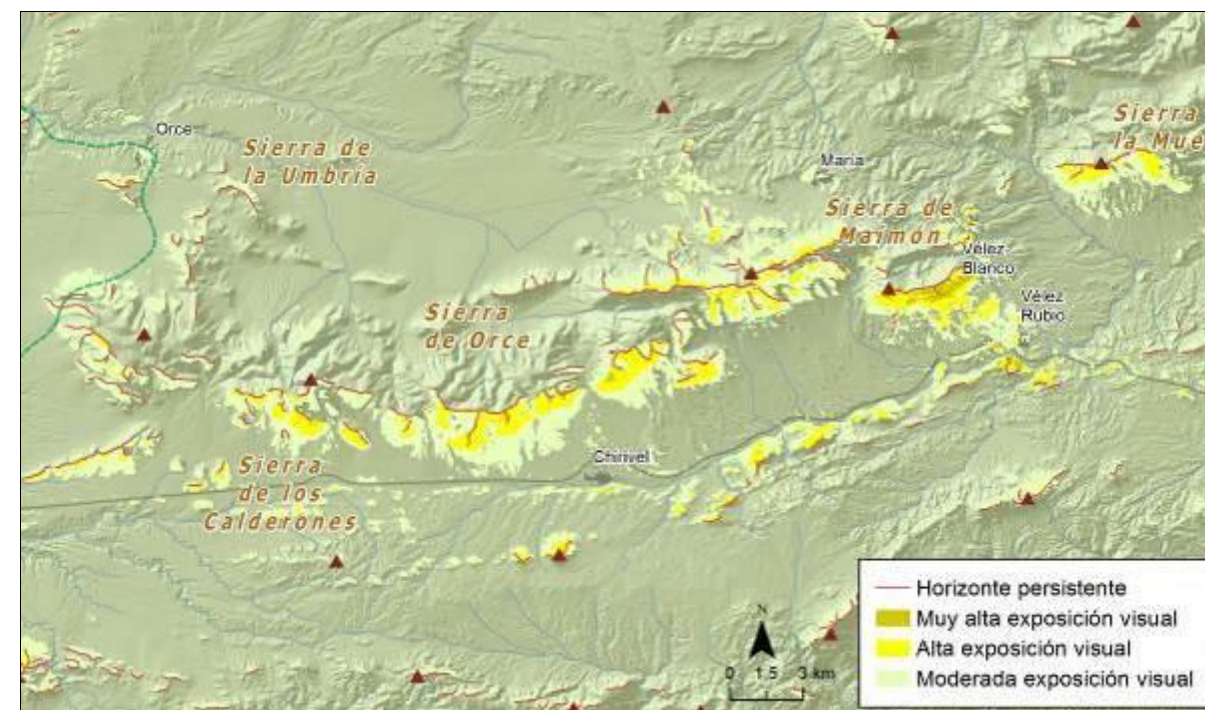 Orce
Sierra de
la Umbría
María
Sierra
la Mue
Sierra de
Maimón
Vélez-
Blanco
Vélez
Rubio
Sierra
de Orce
Chirivel
Sierra
de los
Calderones
Horizonte persistente
Muy alta exposición visual
Alta exposición visual
Moderada exposición visual
N
0 1.5 3 km